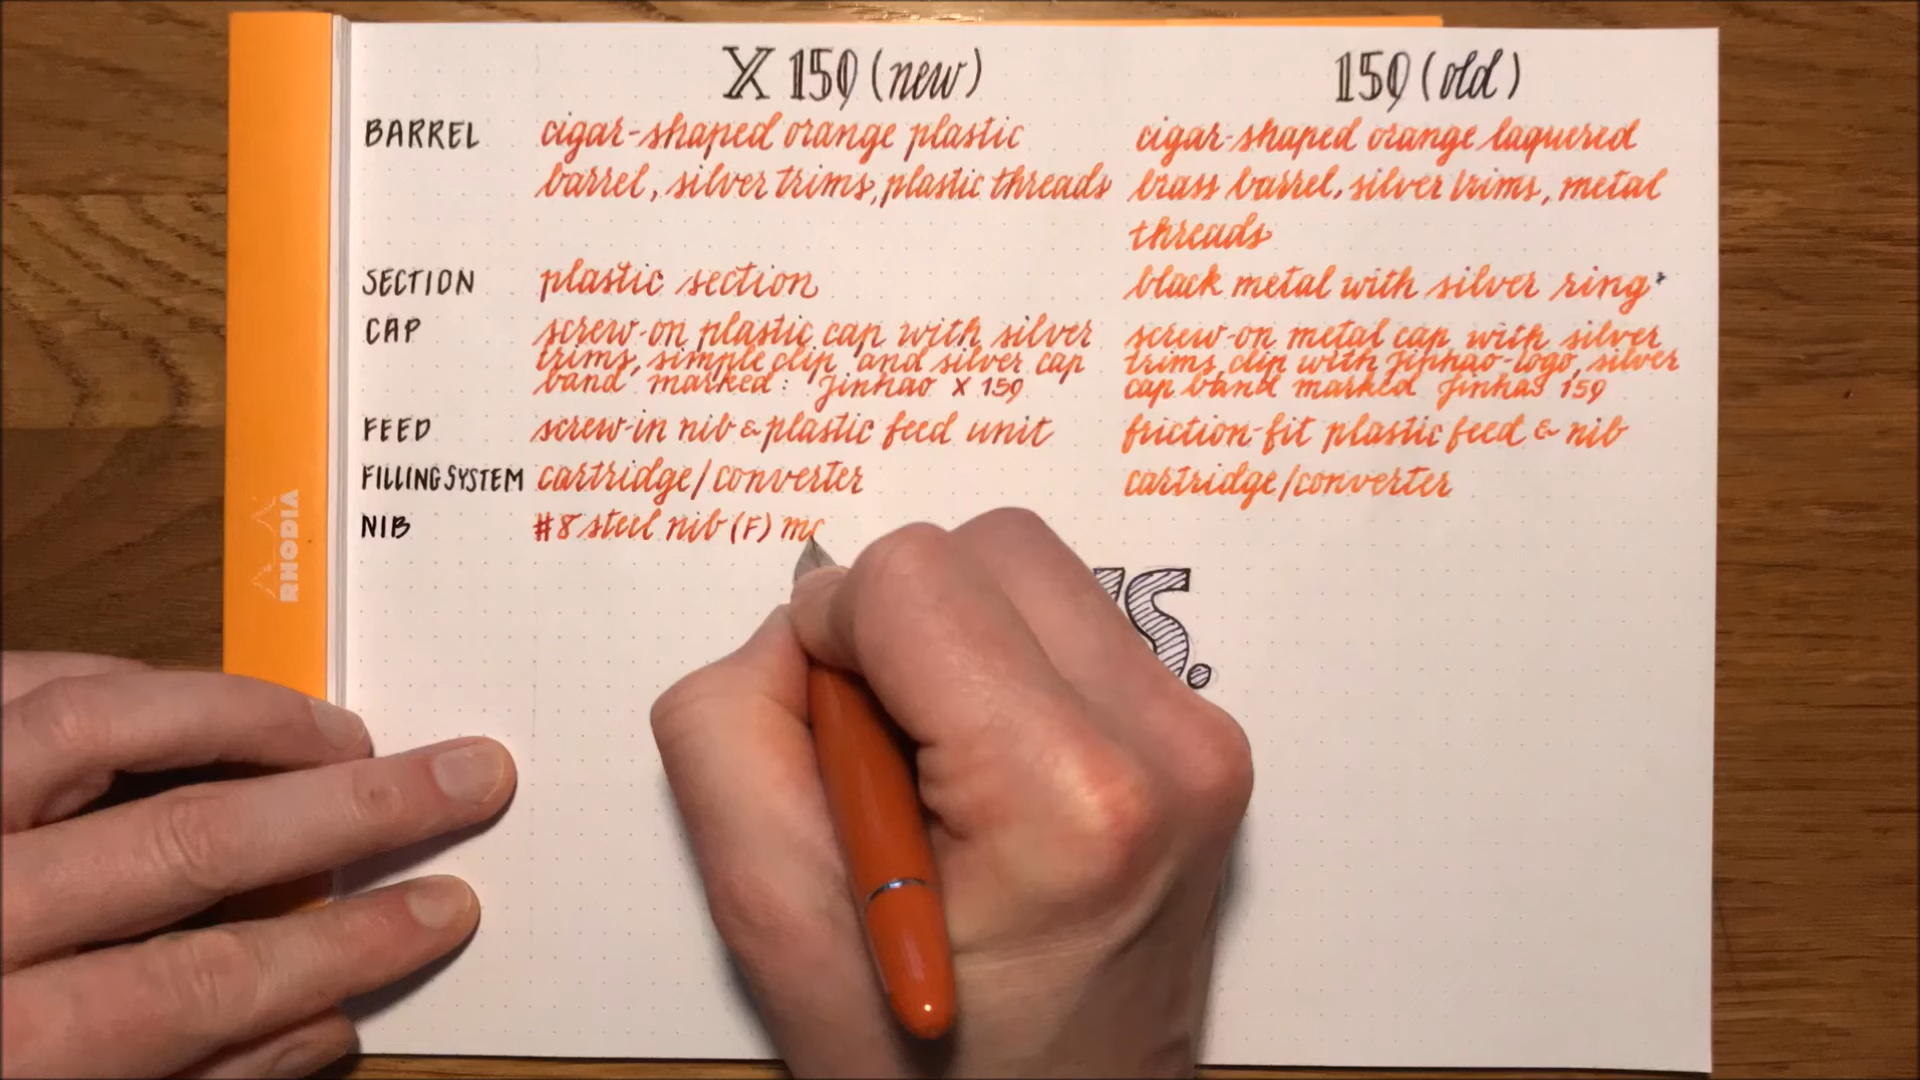 X 159 (new) 159 (old)
BARREL cigar-shaped orange plastic cigar-shaped orange laquered
barrel, silver trims, plastic threads brass barrel, silver trims, metal
threads
SECTION plastic section black metal with silver ring
CAP screw-on plastic cap with silver screw-on metal cap with silver
trims, simple clip and silver cap trims, clip with Jinhao-logo, silver
band marked: Jinhao X 159 cap band marked Jinhao 159
FEED screw-in nib & plastic feed unit friction-fit plastic feed & nib
FILLING SYSTEM cartridge/converter cartridge/converter
NIB #8 steel nib (F)
VS.
RHODIA